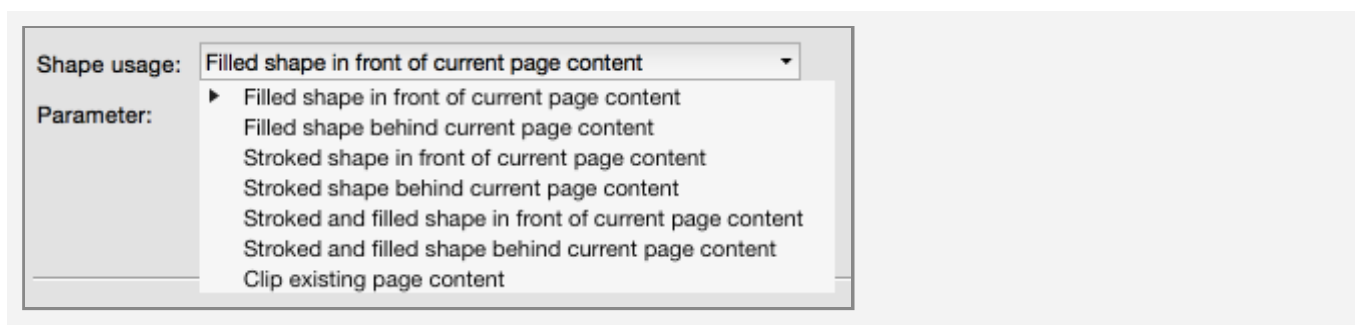 Shape usage: Filled shape in front of current page content
Filled shape in front of current page content
Parameter:
Filled shape behind current page content
Stroked shape in front of current page content
Stroked shape behind current page content
Stroked and filled shape in front of current page content
Stroked and filled shape behind current page content
Clip existing page content